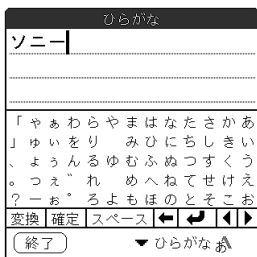 ひらがな
ソニー
「 ゃ ぁ わ ら や ま は な た さ か あ
」 ゅ ぃ を り み ひ に ち し き い
、 ょ ぅ ん る ゆ む ふ ぬ つ す く う
。 っ ぇ ゛ れ め へ ね て せ け え
? ー ぉ ゜ ろ よ も ほ の と そ こ お
変換 確定 スペース
終了 ひらがな あA